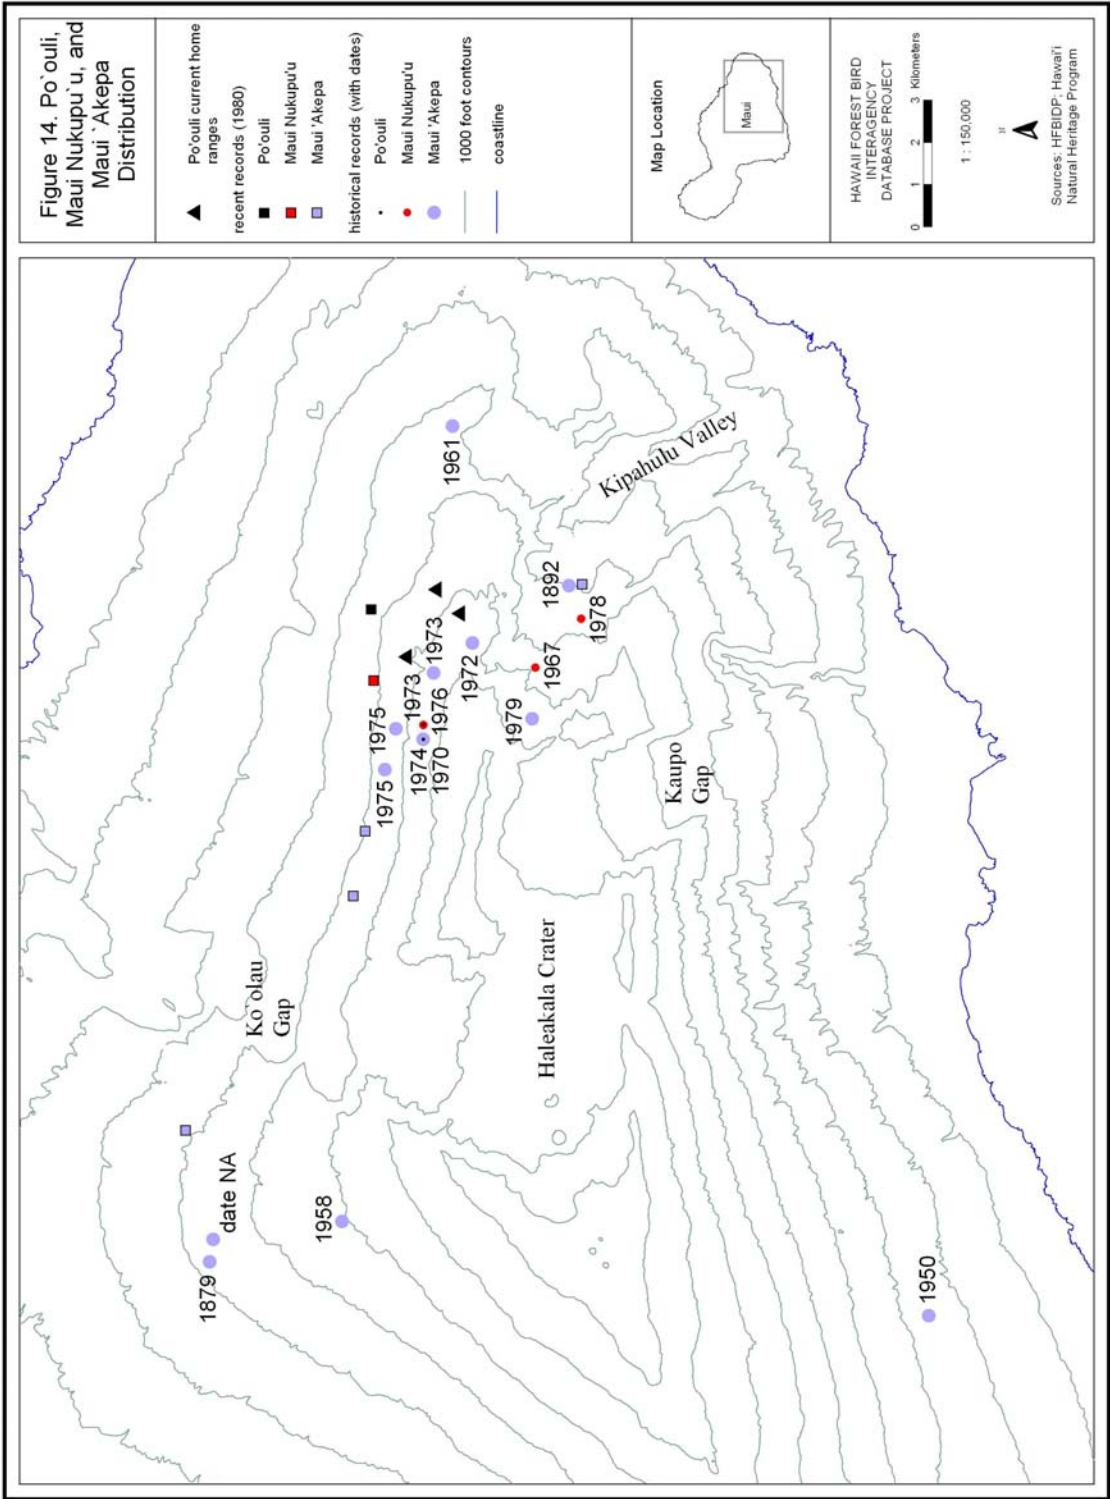 Figure 14. Po`ouli,
Maui Nukupu`u, and
Maui `Akepa
Distribution
Po'ouli current home
ranges
recent records (1980)
Po'ouli
Maui Nukupu'u
Maui 'Akepa
historical records (with dates)
Po'ouli
Maui Nukupu'u
Maui 'Akepa
1000 foot contours
coastline
Map Location
Maui
HAWAII FOREST BIRD
INTERAGENCY
DATABASE PROJECT
0 1 2 3 Kilometers
1 : 150,000
N
Sources: HFBIDP; Hawai'i
Natural Heritage Program
1879
date NA
1958
Ko`olau
Gap
1975
1975
1974
1970
1973
1976
1973
1972
1961
1979
1967
1892
1978
Kipahulu Valley
Haleakala Crater
Kaupo
Gap
1950